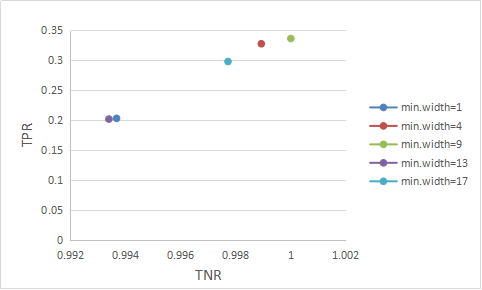 0.35
0.3
0.25
0.2
0.15
0.1
0.05
0
TPR
0.992
0.994
0.996
0.998
1
1.002
TNR
min.width=1
min.width=4
min.width=9
min.width=13
min.width=17